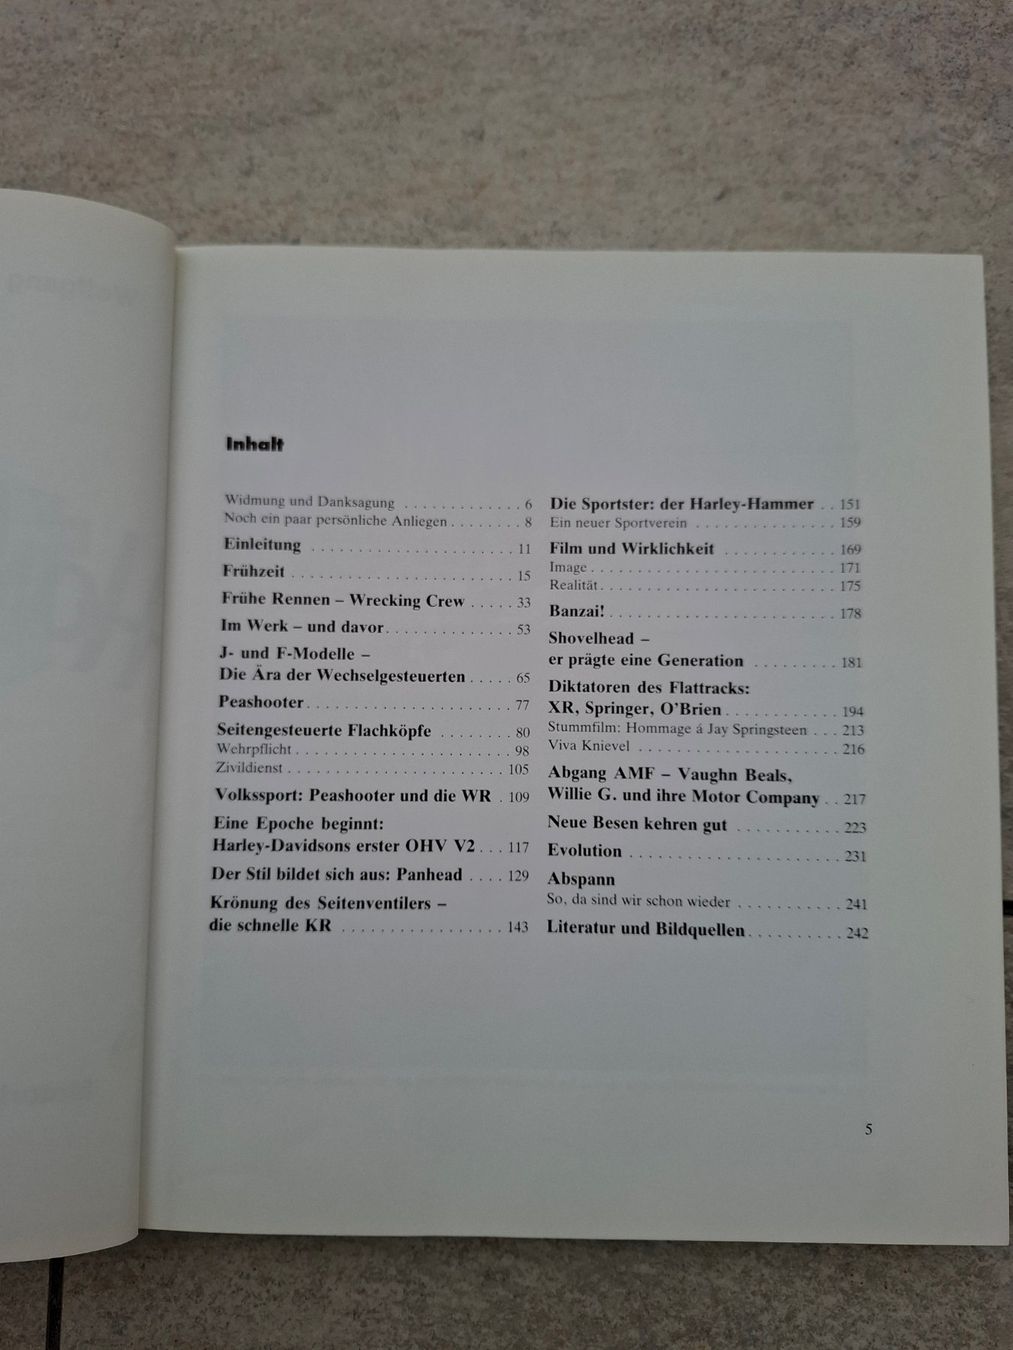 Inhalt
Widmung und Danksagung . . . . . . . . . . . . . 6
Noch ein paar persönliche Anliegen . . . . . . . . 8
Einleitung . . . . . . . . . . . . . . . . . . . . . . 11
Frühzeit . . . . . . . . . . . . . . . . . . . . . . . . 15
Frühe Rennen – Wrecking Crew . . . . . 33
Im Werk – und davor . . . . . . . . . . . . . . 53
J- und F-Modelle –
Die Ära der Wechselgesteuerten . . . . . 65
Peashooter . . . . . . . . . . . . . . . . . . . . . . 77
Seitengesteuerte Flachköpfe . . . . . . . . 80
Wehrpflicht . . . . . . . . . . . . . . . . . . . . . . . 98
Zivildienst . . . . . . . . . . . . . . . . . . . . . . . 105
Volkssport: Peashooter und die WR . 109
Eine Epoche beginnt:
Harley-Davidsons erster OHV V2 . . . 117
Der Stil bildet sich aus: Panhead . . . . 129
Krönung des Seitenventilers –
die schnelle KR . . . . . . . . . . . . . . . . . 143
Die Sportster: der Harley-Hammer . . 151
Ein neuer Sportverein . . . . . . . . . . . . . . . 159
Film und Wirklichkeit . . . . . . . . . . . . 169
Image . . . . . . . . . . . . . . . . . . . . . . . . . . 171
Realität . . . . . . . . . . . . . . . . . . . . . . . . . 175
Banzai! . . . . . . . . . . . . . . . . . . . . . . . . 178
Shovelhead –
er prägte eine Generation . . . . . . . . . 181
Diktatoren des Flattracks:
XR, Springer, O'Brien . . . . . . . . . . . . 194
Stummfilm: Hommage á Jay Springsteen . . . 213
Viva Knievel . . . . . . . . . . . . . . . . . . . . . 216
Abgang AMF – Vaughn Beals,
Willie G. und ihre Motor Company . . 217
Neue Besen kehren gut . . . . . . . . . . . 223
Evolution . . . . . . . . . . . . . . . . . . . . . . 231
Abspann
So, da sind wir schon wieder . . . . . . . . . . . 241
Literatur und Bildquellen . . . . . . . . . . 242
5